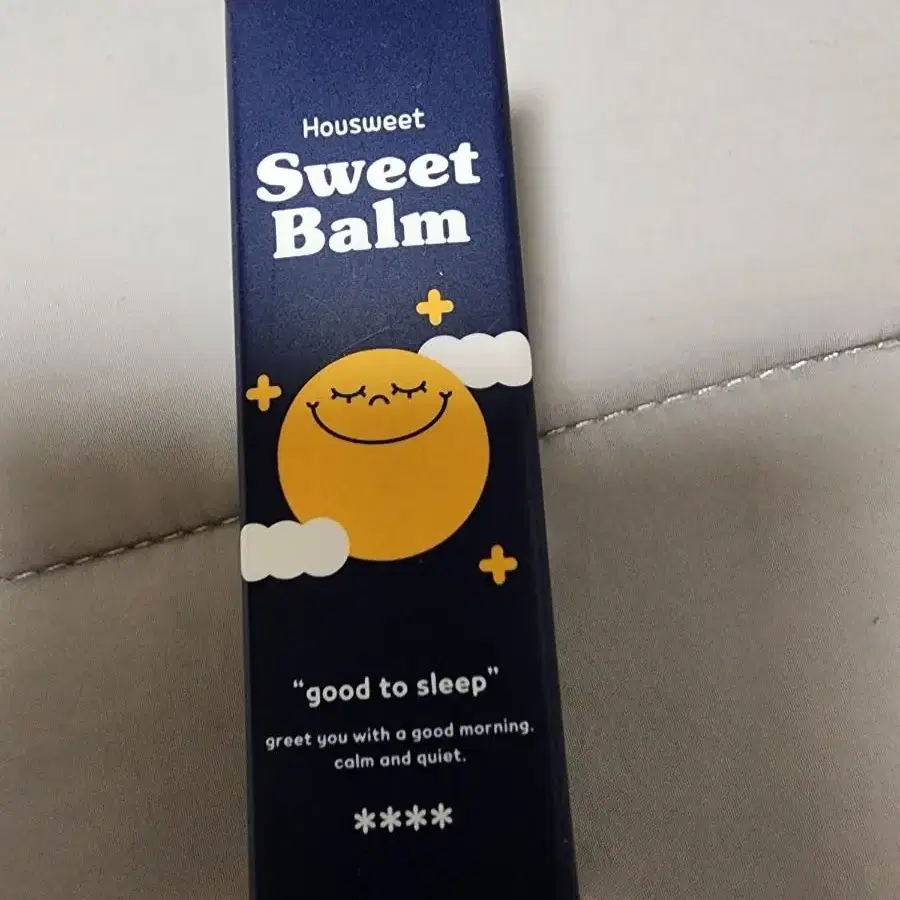 Housweet
Sweet
Balm
“good to sleep”
greet you with a good morning.
calm and quiet.
****